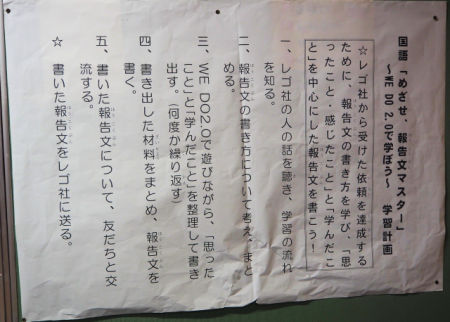 国語「めざせ、報告文マスター」
～WE DO 2.0で学ぼう～　学習計画
☆レゴ社から受けた依頼を達成する
ために、報告文の書き方を学び、「思
ったこと・感じたこと」と「学んだこ
と」を中心にした報告文を書こう！
一、レゴ社の人の話を聴き、学習の流れ
を知る。
二、報告文の書き方について考え、まと
める。
三、WE DO2.0で遊びながら、「思った
こと」と「学んだこと」を整理して書き
出す。（何度か繰り返す）
四、書き出した材料をまとめ、報告文を
書く。
五、書いた報告文について、友だちと交
流する。
☆　書いた報告文をレゴ社に送る。